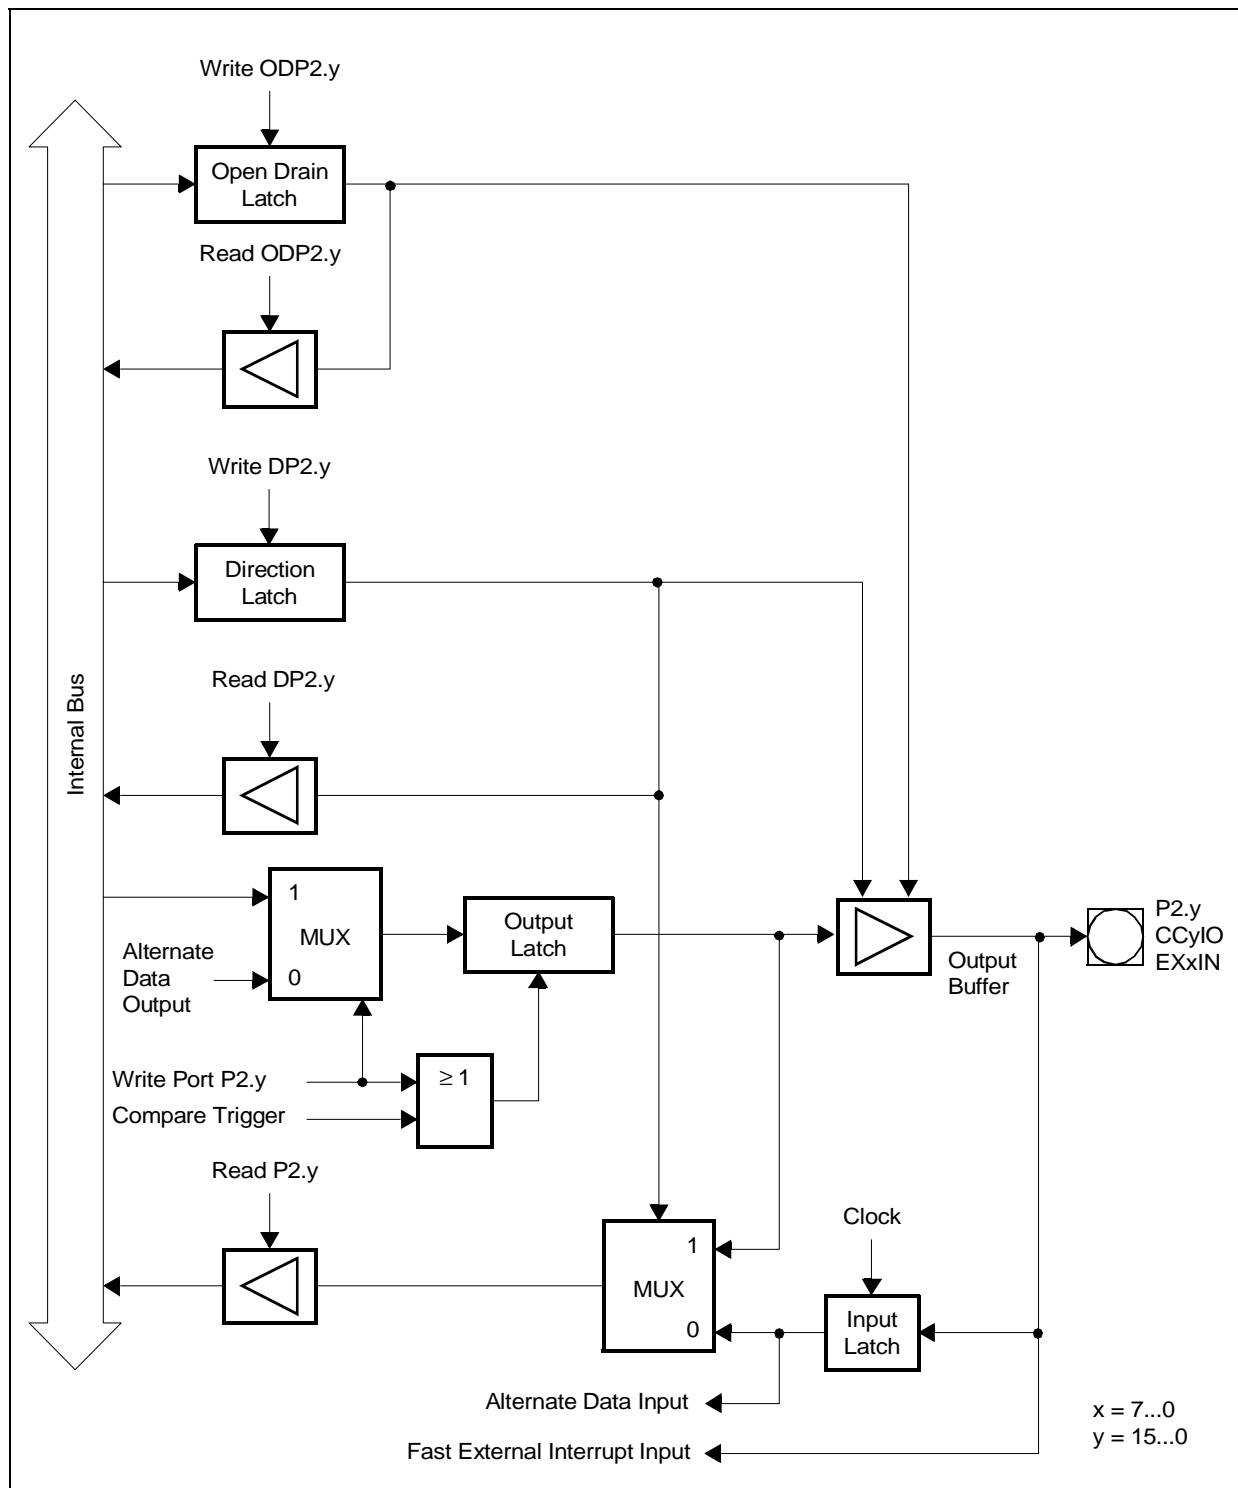 Write ODP2.y
Open Drain
Latch
Read ODP2.y
Write DP2.y
Direction
Latch
Internal Bus
Read DP2.y
1
MUX
0
Alternate
Data
Output
Output
Latch
Output
Buffer
P2.y
CCyIO
EXxIN
Write Port P2.y
≥ 1
Compare Trigger
Read P2.y
1
MUX
0
Clock
Input
Latch
Alternate Data Input
Fast External Interrupt Input
x = 7...0
y = 15...0